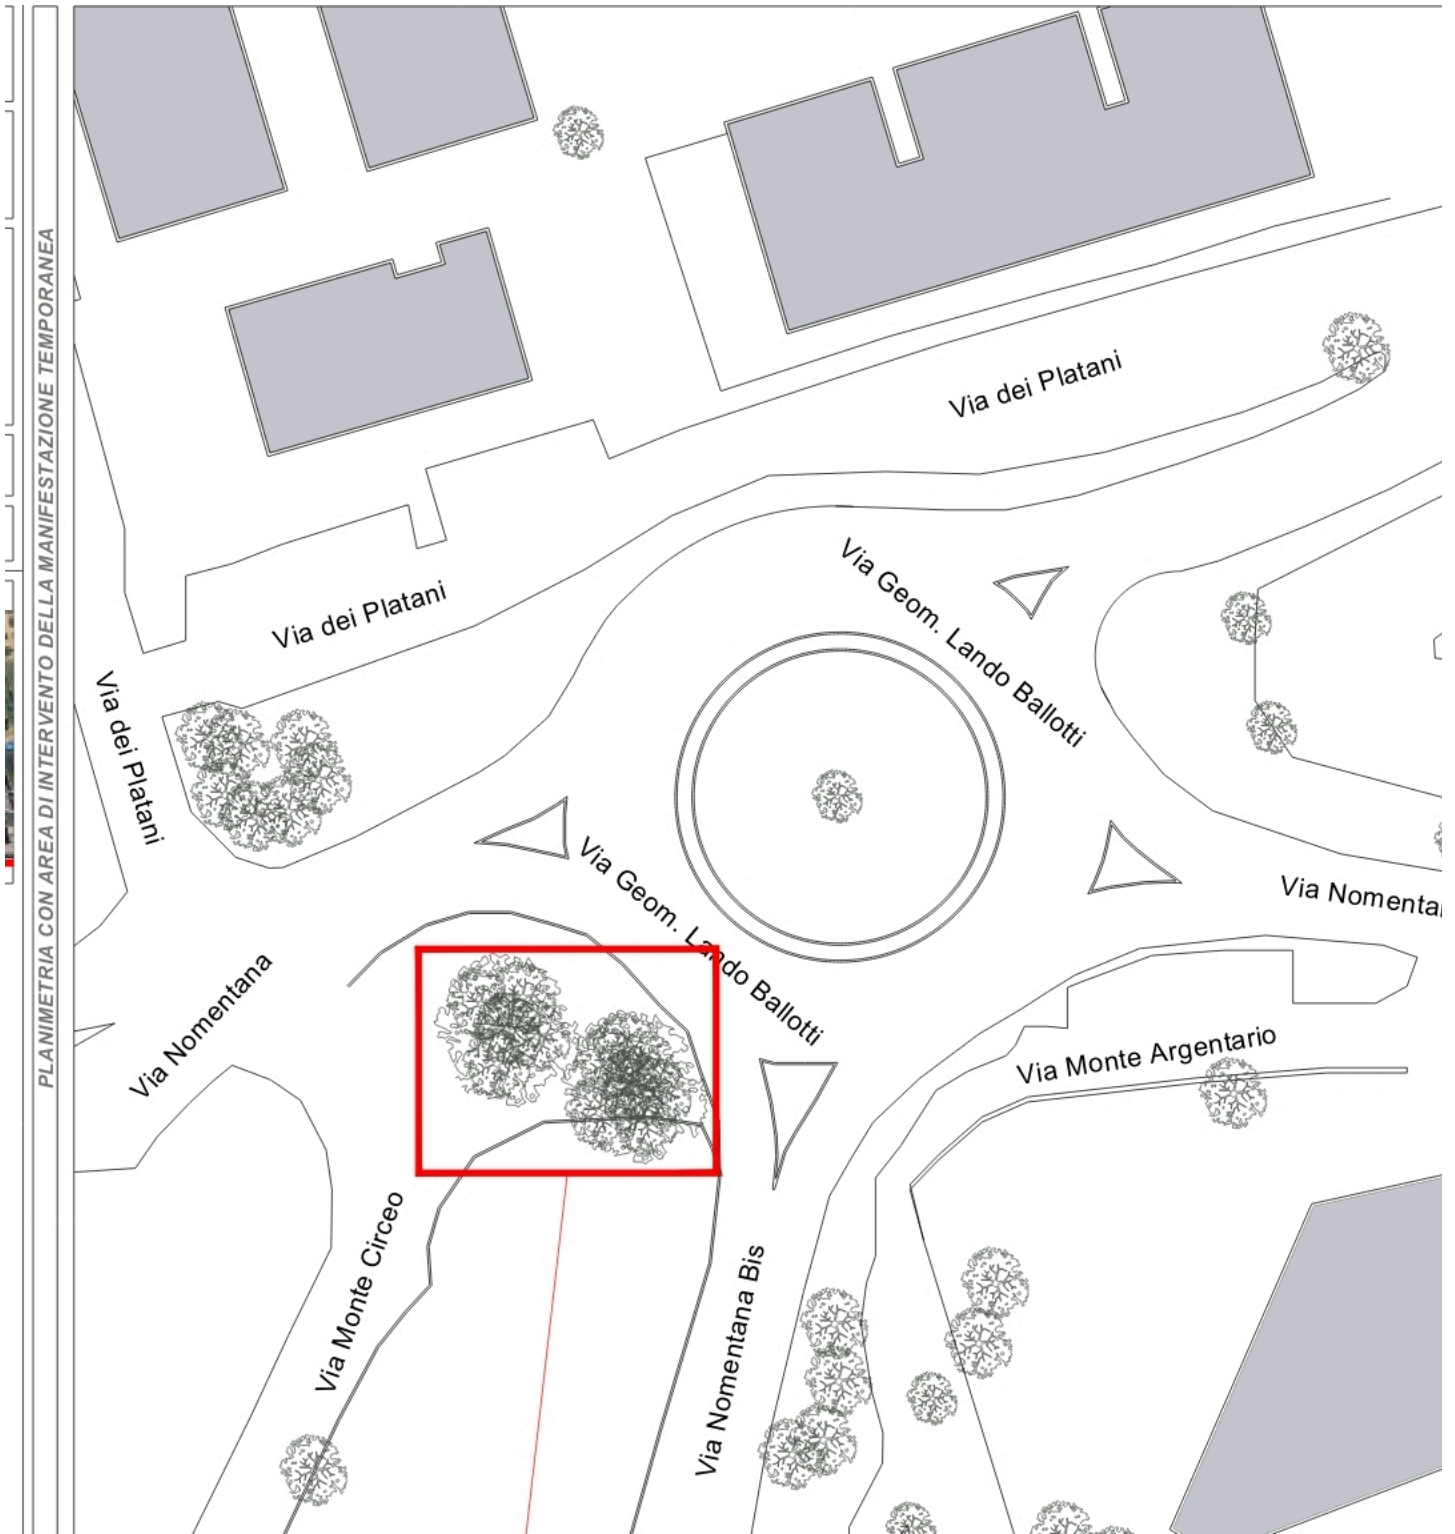 PLANIMETRIA CON AREA DI INTERVENTO DELLA MANIFESTAZIONE TEMPORANEA
Via dei Platani
Via Geom. Lando Ballotti
Via dei Platani
Via dei Platani
Via Geom. Lando Ballotti
Via Nomenta
Via Nomentana
Via Monte Argentario
Via Monte Circeo
Via Nomentana Bis